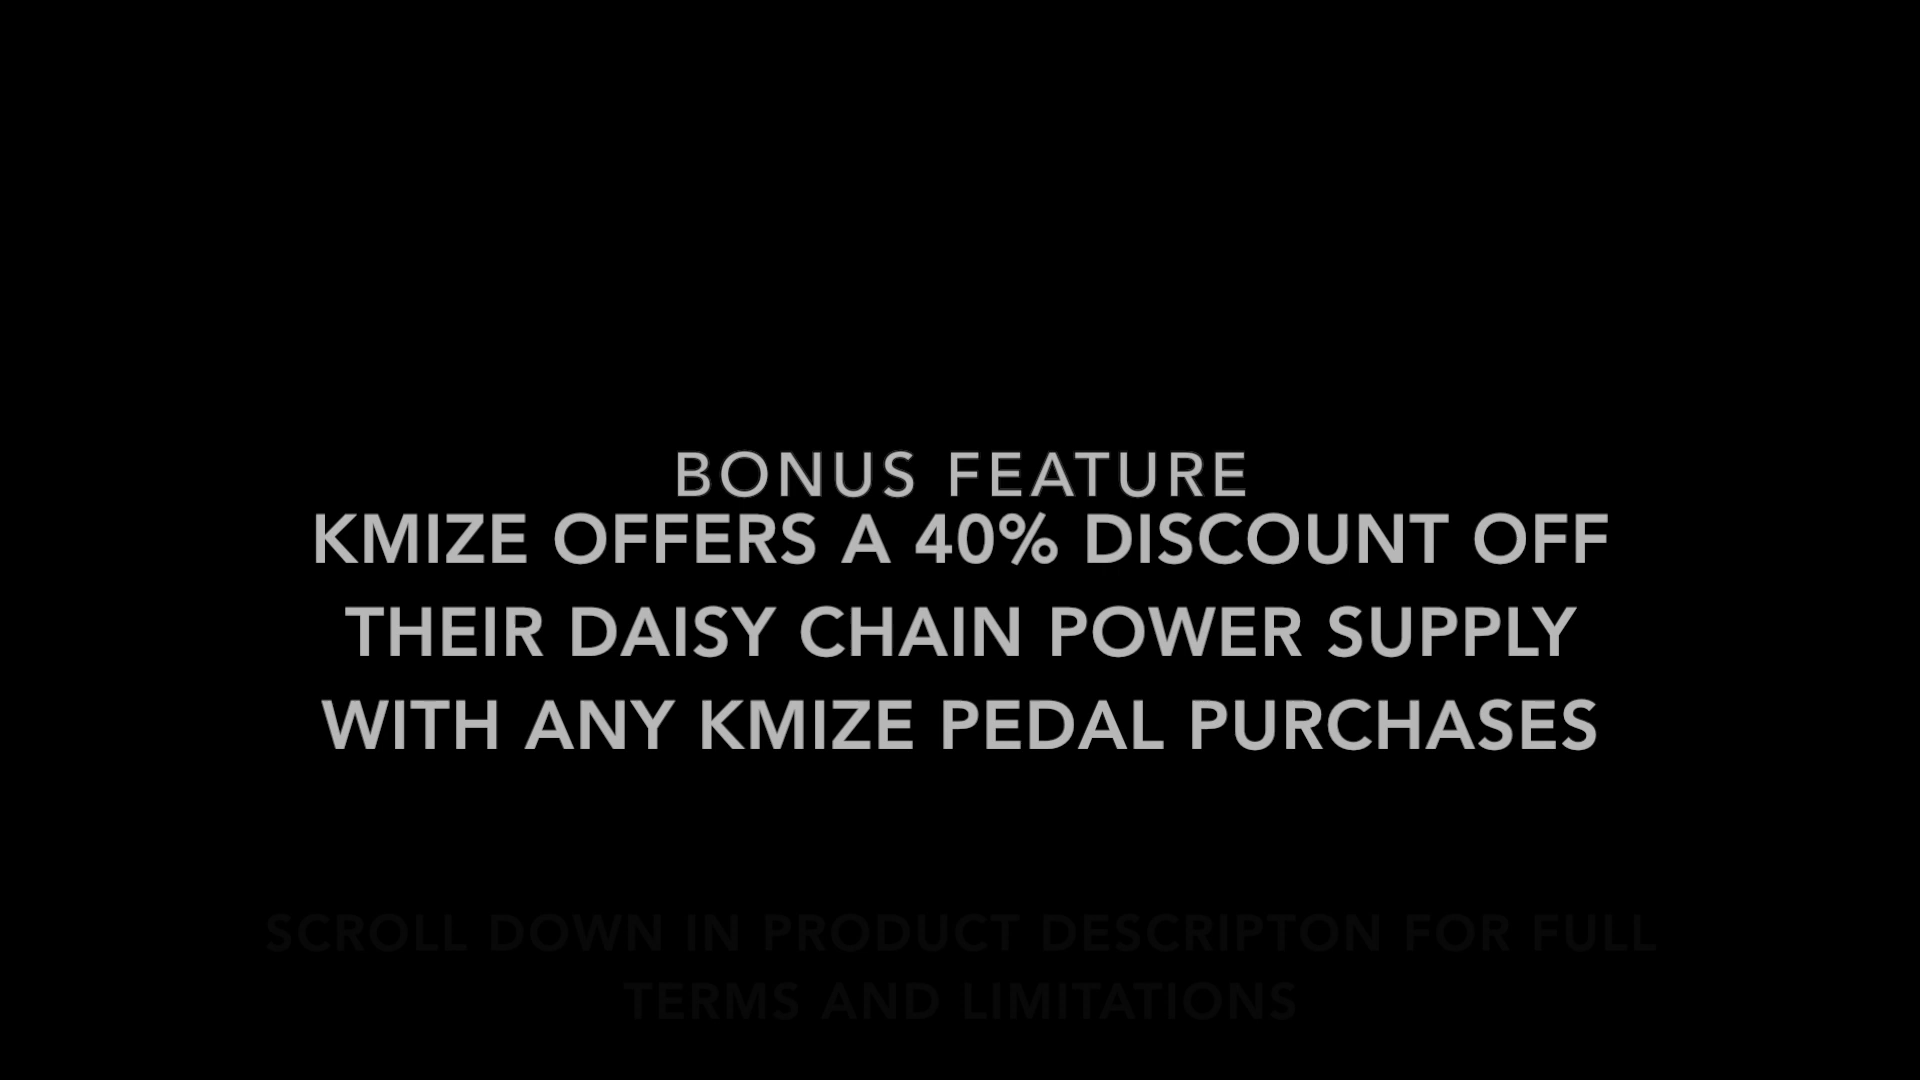 BONUS FEATURE
KMIZE OFFERS A 40% DISCOUNT OFF
THEIR DAISY CHAIN POWER SUPPLY
WITH ANY KMIZE PEDAL PURCHASES
SCROLL DOWN IN PRODUCT DESCRIPTON FOR FULL
TERMS AND LIMITATIONS